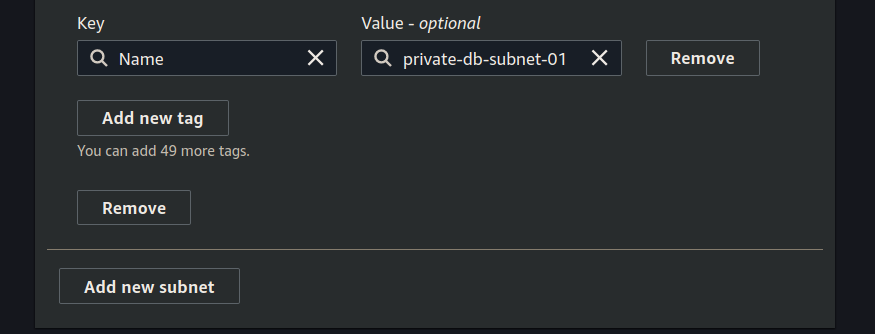 Key
Value - optional
Name
private-db-subnet-01
Remove
Add new tag
You can add 49 more tags.
Remove
Add new subnet